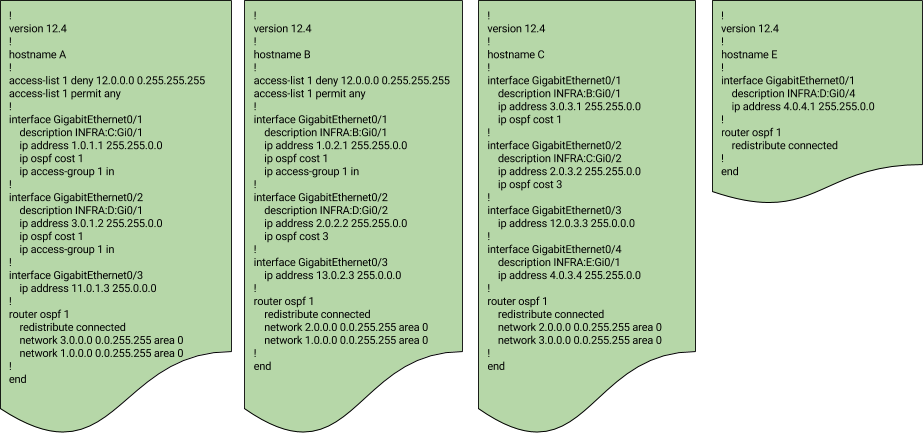 !
version 12.4
!
hostname A
!
access-list 1 deny 12.0.0.0 0.255.255.255
access-list 1 permit any
!
interface GigabitEthernet0/1
description INFRA:C:Gi0/1
ip address 1.0.1.1 255.255.0.0
ip ospf cost 1
ip access-group 1 in
!
interface GigabitEthernet0/2
description INFRA:D:Gi0/1
ip address 3.0.1.2 255.255.0.0
ip ospf cost 1
ip access-group 1 in
!
interface GigabitEthernet0/3
ip address 11.0.1.3 255.0.0.0
!
router ospf 1
redistribute connected
network 3.0.0.0 0.0.255.255 area 0
network 1.0.0.0 0.0.255.255 area 0
!
end
!
version 12.4
!
hostname B
!
access-list 1 deny 12.0.0.0 0.255.255.255
access-list 1 permit any
!
interface GigabitEthernet0/1
description INFRA:B:Gi0/1
ip address 1.0.2.1 255.255.0.0
ip ospf cost 1
ip access-group 1 in
!
interface GigabitEthernet0/2
description INFRA:D:Gi0/2
ip address 2.0.2.2 255.255.0.0
ip ospf cost 3
!
interface GigabitEthernet0/3
ip address 13.0.2.3 255.0.0.0
!
router ospf 1
redistribute connected
network 2.0.0.0 0.0.255.255 area 0
network 1.0.0.0 0.0.255.255 area 0
!
end
!
version 12.4
!
hostname C
!
interface GigabitEthernet0/1
description INFRA:B:Gi0/1
ip address 3.0.3.1 255.255.0.0
ip ospf cost 1
!
interface GigabitEthernet0/2
description INFRA:C:Gi0/2
ip address 2.0.3.2 255.255.0.0
ip ospf cost 3
!
interface GigabitEthernet0/3
ip address 12.0.3.3 255.0.0.0
!
interface GigabitEthernet0/4
description INFRA:E:Gi0/1
ip address 4.0.3.4 255.255.0.0
!
router ospf 1
redistribute connected
network 2.0.0.0 0.0.255.255 area 0
network 3.0.0.0 0.0.255.255 area 0
!
end
!
version 12.4
!
hostname E
!
interface GigabitEthernet0/1
description INFRA:D:Gi0/4
ip address 4.0.4.1 255.255.0.0
!
router ospf 1
redistribute connected
!
end